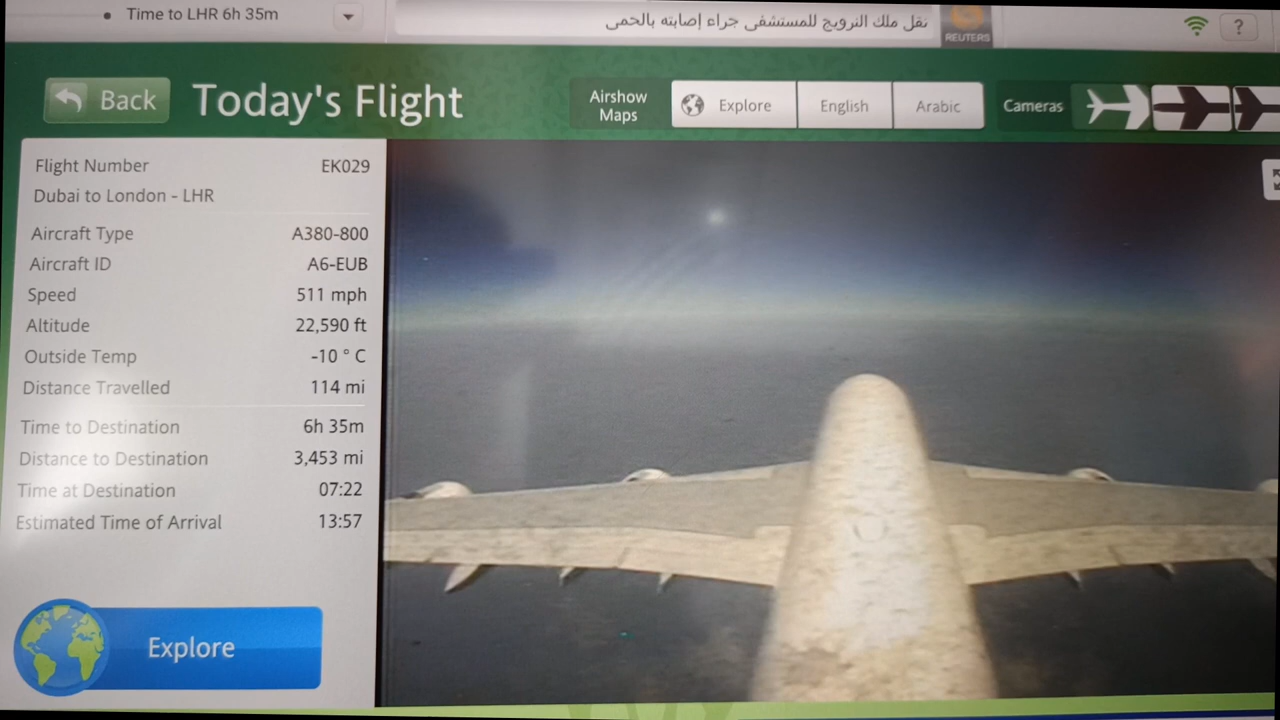 Time to LHR 6h 35m
نقل ملك النرويج للمستشفى جراء إصابته بالحمى
REUTERS
?
Back
Today's Flight
Airshow
Maps
Explore
English
Arabic
Cameras
Flight Number EK029
Dubai to London - LHR
Aircraft Type A380-800
Aircraft ID A6-EUB
Speed 511 mph
Altitude 22,590 ft
Outside Temp -10 ° C
Distance Travelled 114 mi
Time to Destination 6h 35m
Distance to Destination 3,453 mi
Time at Destination 07:22
Estimated Time of Arrival 13:57
Explore